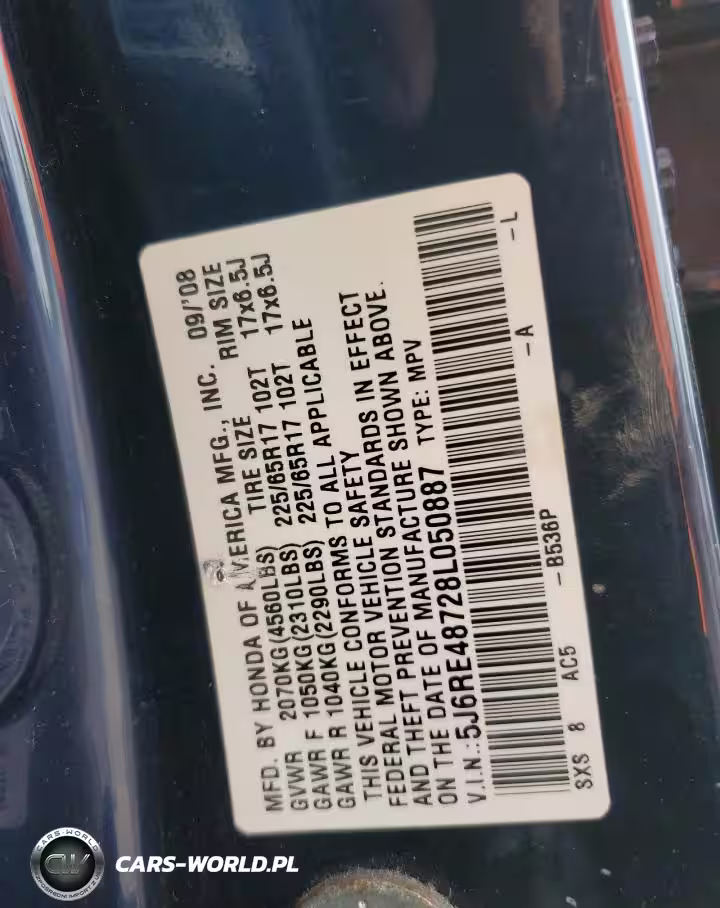 MFD. BY HONDA OF AMERICA MFG., INC. 09/'08
GVWR 2070KG(4560LBS) TIRE SIZE RIM SIZE
GAWR F 1050KG(2310LBS) 225/65R17 102T 17x6.5J
GAWR R 1040KG(2290LBS) 225/65R17 102T 17x6.5J
THIS VEHICLE CONFORMS TO ALL APPLICABLE
FEDERAL MOTOR VEHICLE SAFETY
AND THEFT PREVENTION STANDARDS IN EFFECT
ON THE DATE OF MANUFACTURE SHOWN ABOVE.
V.I.N.:5J6RE48728L050887 TYPE: MPV
SXS 8 AC5 -B536P -A -L
CARS-WORLD
CW
CARS-WORLD.PL